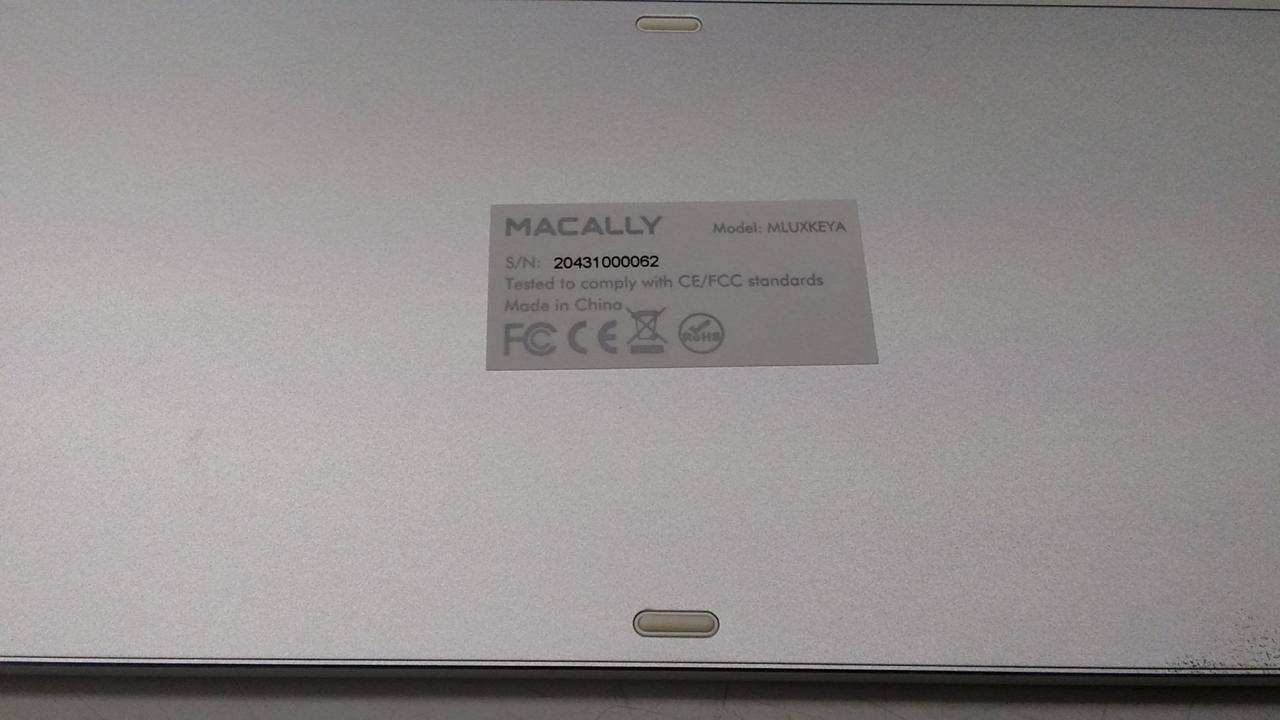 MACALLY Model: MLUXKEYA
S/N: 20431000062
Tested to comply with CE/FCC standards
Made in China
FC CE RoHS